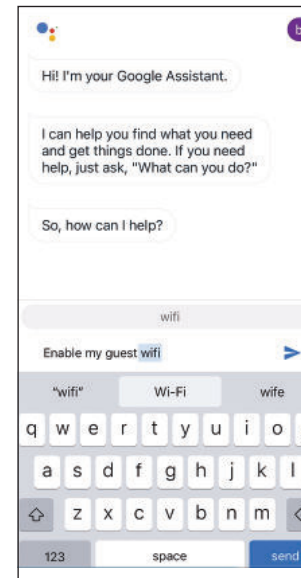 b
Hi! I'm your Google Assistant.
I can help you find what you need
and get things done. If you need
help, just ask, "What can you do?"
So, how can I help?
wifi
Enable my guest wifi
"wifi" Wi-Fi wife
q w e r t y u i o
a s d f g h j k l
z x c v b n m
123 space send